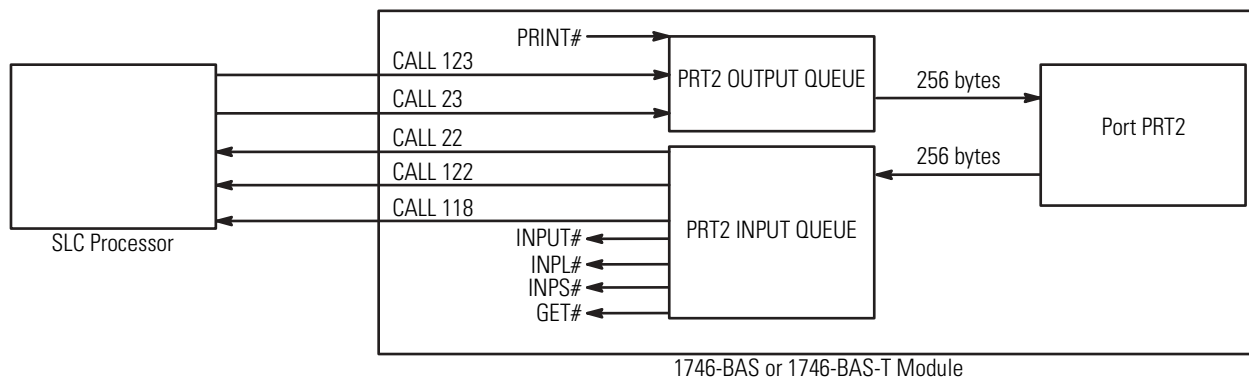 PRINT#
CALL 123
PRT2 OUTPUT QUEUE
256 bytes
CALL 23
Port PRT2
CALL 22
256 bytes
CALL 122
CALL 118
PRT2 INPUT QUEUE
INPUT#
SLC Processor
INPL#
INPS#
GET#
1746-BAS or 1746-BAS-T Module